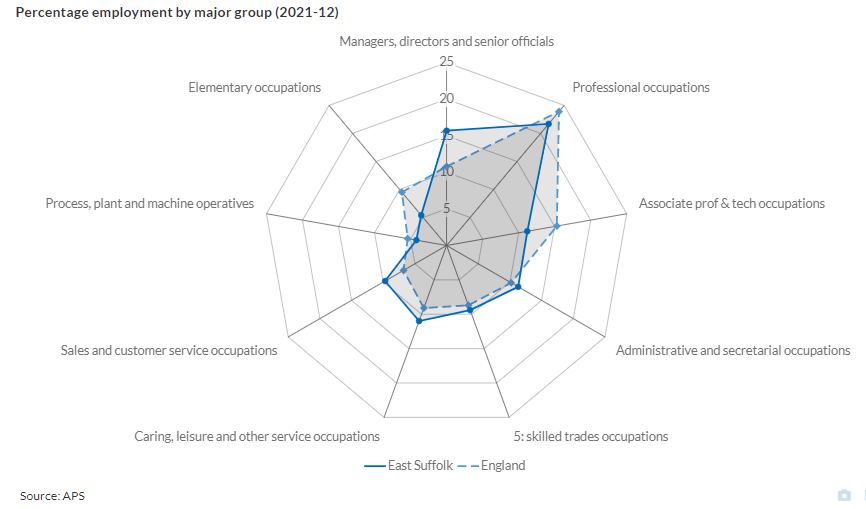 Percentage employment by major group (2021-12)
Managers, directors and senior officials
25
Elementary occupations
Professional occupations
20
15
10
Process, plant and machine operatives
Associate prof & tech occupations
5
Sales and customer service occupations
Administrative and secretarial occupations
Caring, leisure and other service occupations
5: skilled trades occupations
East Suffolk England
Source: APS